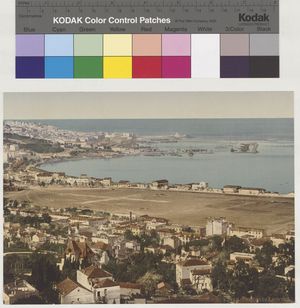 KODAK Color Control Patches
Kodak
Blue Cyan Green Yellow Red Magenta White 3/Color Black